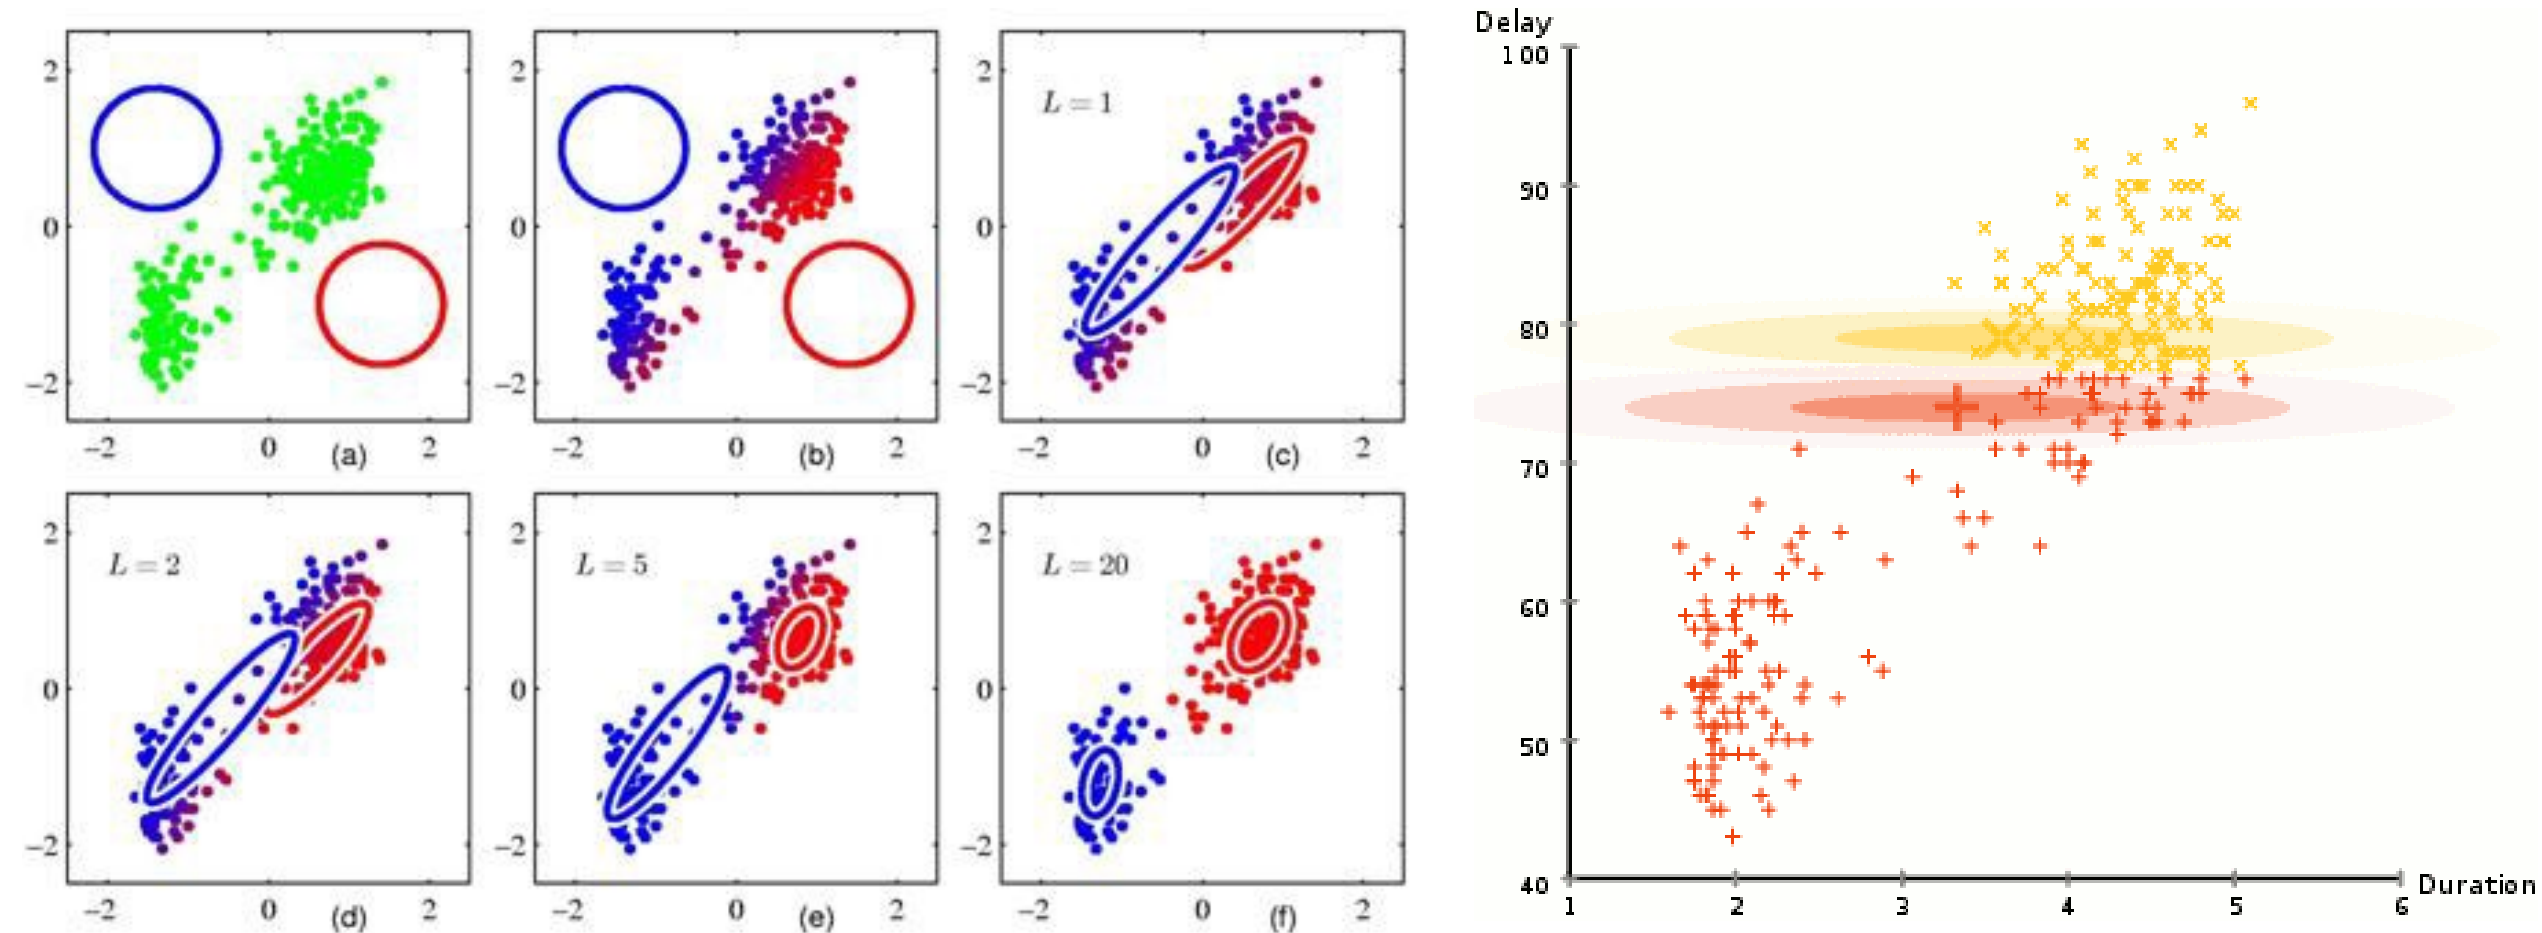 2
0
−2
−2 0 (a) 2
2
0
−2
−2 0 (b) 2
L = 1
2
0
−2
−2 0 (c) 2
L = 2
2
0
−2
−2 0 (d) 2
L = 5
2
0
−2
−2 0 (e) 2
L = 20
2
0
−2
−2 0 (f) 2
Delay
100
90
80
70
60
50
40
1 2 3 4 5 6
Duration